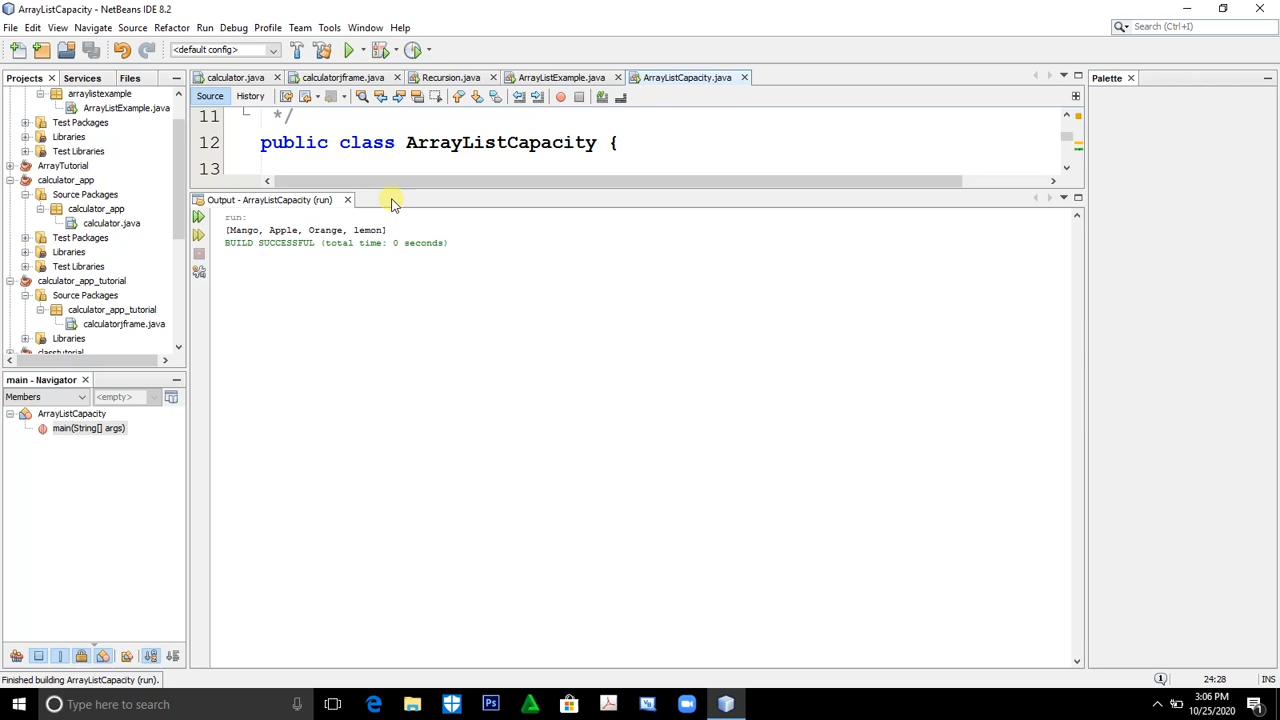 ArrayListCapacity - NetBeans IDE 8.2
File Edit View Navigate Source Refactor Run Debug Profile Team Tools Window Help
Search (Ctrl+I)
<default config>
Projects Services Files
calculator.java calculatorjframe.java Recursion.java ArrayListExample.java ArrayListCapacity.java
Palette
Source History
arraylistexample
ArrayListExample.java
Test Packages
Libraries
Test Libraries
ArrayTutorial
calculator_app
Source Packages
calculator_app
calculator.java
Test Packages
Libraries
Test Libraries
calculator_app_tutorial
Source Packages
calculator_app_tutorial
calculatorjframe.java
Libraries
classtutorial
11 */
12 public class ArrayListCapacity {
13
Output - ArrayListCapacity (run)
run:
[Mango, Apple, Orange, lemon]
BUILD SUCCESSFUL (total time: 0 seconds)
main - Navigator
Members <empty>
ArrayListCapacity
main(String[] args)
Finished building ArrayListCapacity (run).
24:28 INS
Type here to search
3:06 PM
10/25/2020